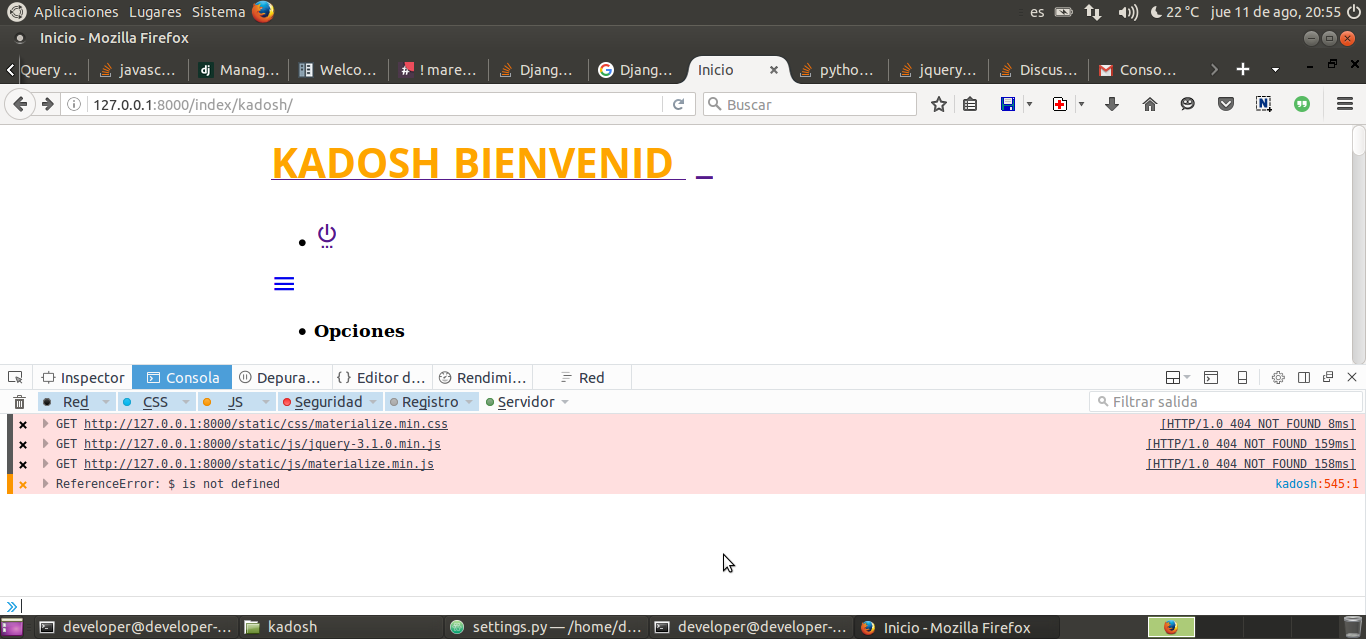 Aplicaciones Lugares Sistema es 22 °C jue 11 de ago, 20:55
Inicio - Mozilla Firefox
Query ... javasc... Manag... Welco... ! mare... Djang... Djang... Inicio pytho... jquery... Discus... Conso...
127.0.0.1:8000/index/kadosh/ Buscar
KADOSH BIENVENID _
Opciones
Inspector Consola Depura... Editor d... Rendimi... Red
Red CSS JS Seguridad Registro Servidor Filtrar salida
GET http://127.0.0.1:8000/static/css/materialize.min.css [HTTP/1.0 404 NOT FOUND 8ms]
GET http://127.0.0.1:8000/static/js/jquery-3.1.0.min.js [HTTP/1.0 404 NOT FOUND 159ms]
GET http://127.0.0.1:8000/static/js/materialize.min.js [HTTP/1.0 404 NOT FOUND 158ms]
ReferenceError: $ is not defined kadosh:545:1
developer@developer-... kadosh settings.py — /home/d... developer@developer-... Inicio - Mozilla Firefox